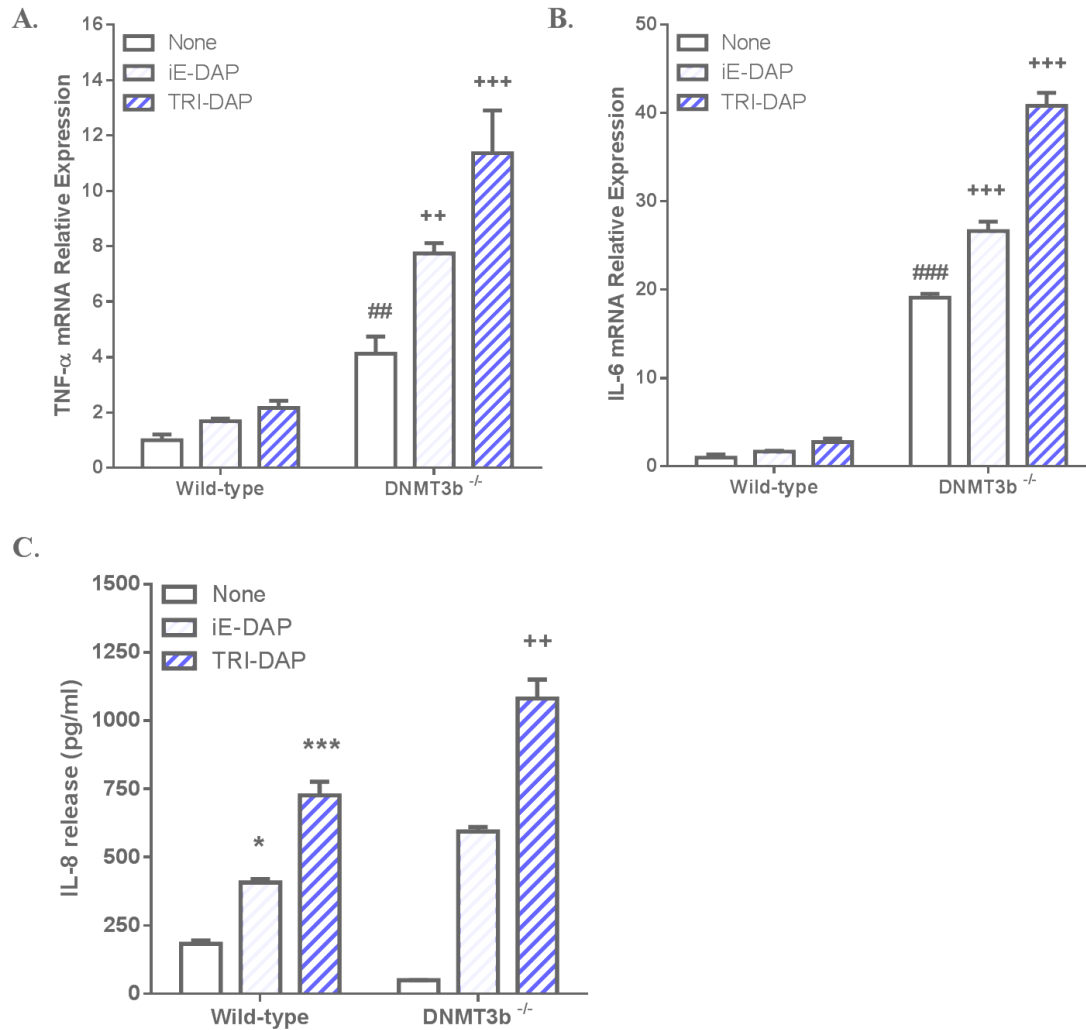 A.
TNF-α mRNA Relative Expression
16
14
12
10
8
6
4
2
0
None
iE-DAP
TRI-DAP
##
++
+++
Wild-type
DNMT3b -/-
B.
IL-6 mRNA Relative Expression
50
40
30
20
10
0
None
iE-DAP
TRI-DAP
###
+++
+++
Wild-type
DNMT3b -/-
C.
IL-8 release (pg/ml)
1500
1250
1000
750
500
250
0
None
iE-DAP
TRI-DAP
*
***
++
Wild-type
DNMT3b -/-